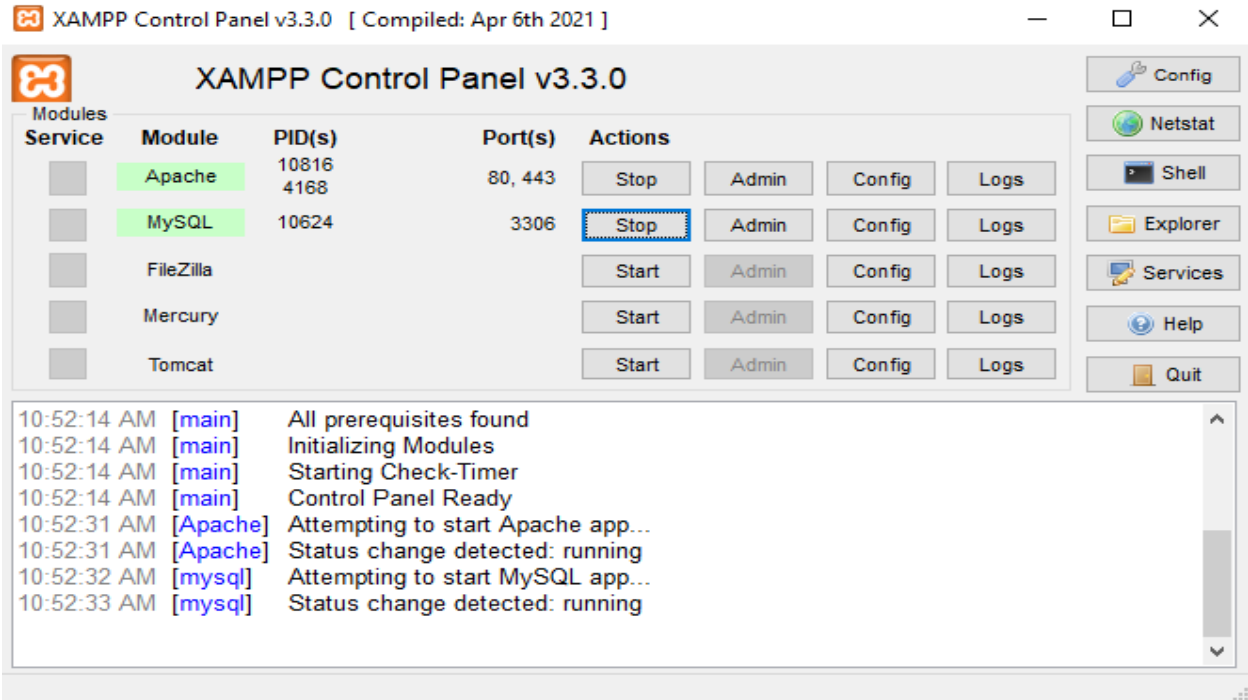 XAMPP Control Panel v3.3.0 [ Compiled: Apr 6th 2021 ]
XAMPP Control Panel v3.3.0
Config
Netstat
Shell
Explorer
Services
Help
Quit
Modules
Service Module PID(s) Port(s) Actions
Apache 10816 4168 80, 443 Stop Admin Config Logs
MySQL 10624 3306 Stop Admin Config Logs
FileZilla Start Admin Config Logs
Mercury Start Admin Config Logs
Tomcat Start Admin Config Logs
10:52:14 AM [main] All prerequisites found
10:52:14 AM [main] Initializing Modules
10:52:14 AM [main] Starting Check-Timer
10:52:14 AM [main] Control Panel Ready
10:52:31 AM [Apache] Attempting to start Apache app...
10:52:31 AM [Apache] Status change detected: running
10:52:32 AM [mysql] Attempting to start MySQL app...
10:52:33 AM [mysql] Status change detected: running